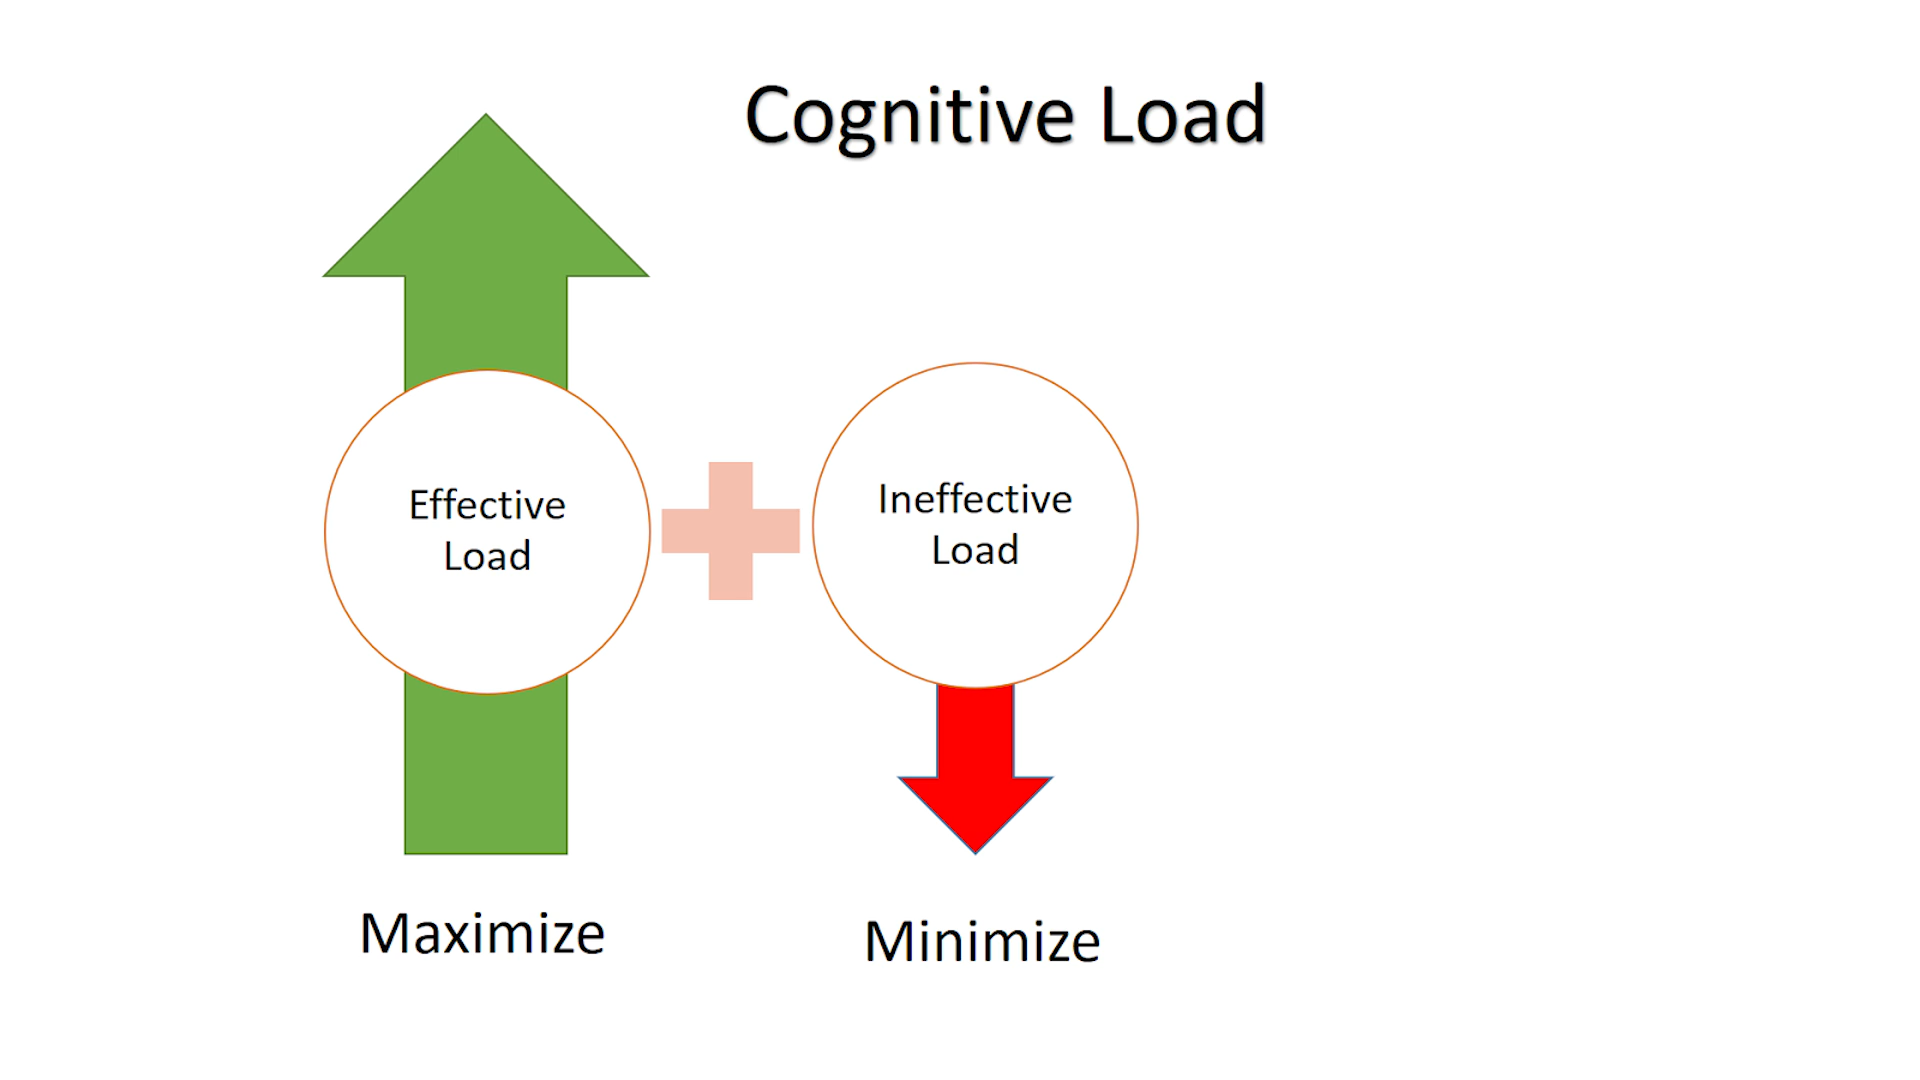 Cognitive Load
Effective
Load
Ineffective
Load
Maximize
Minimize